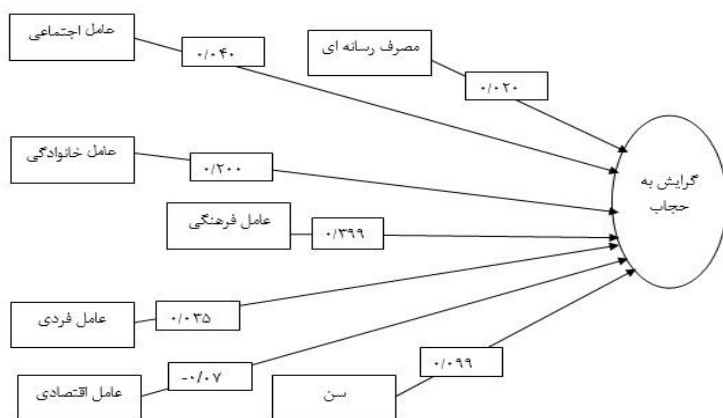 عامل اجتماعی
۰/۰۴۰
مصرف رسانه ای
۰/۰۲۰
عامل خانوادگی
۰/۲۰۰
گرایش به
حجاب
عامل فرهنگی
۰/۳۹۹
عامل فردی
۰/۰۳۵
عامل اقتصادی
-۰/۰۷
سن
۰/۰۹۹